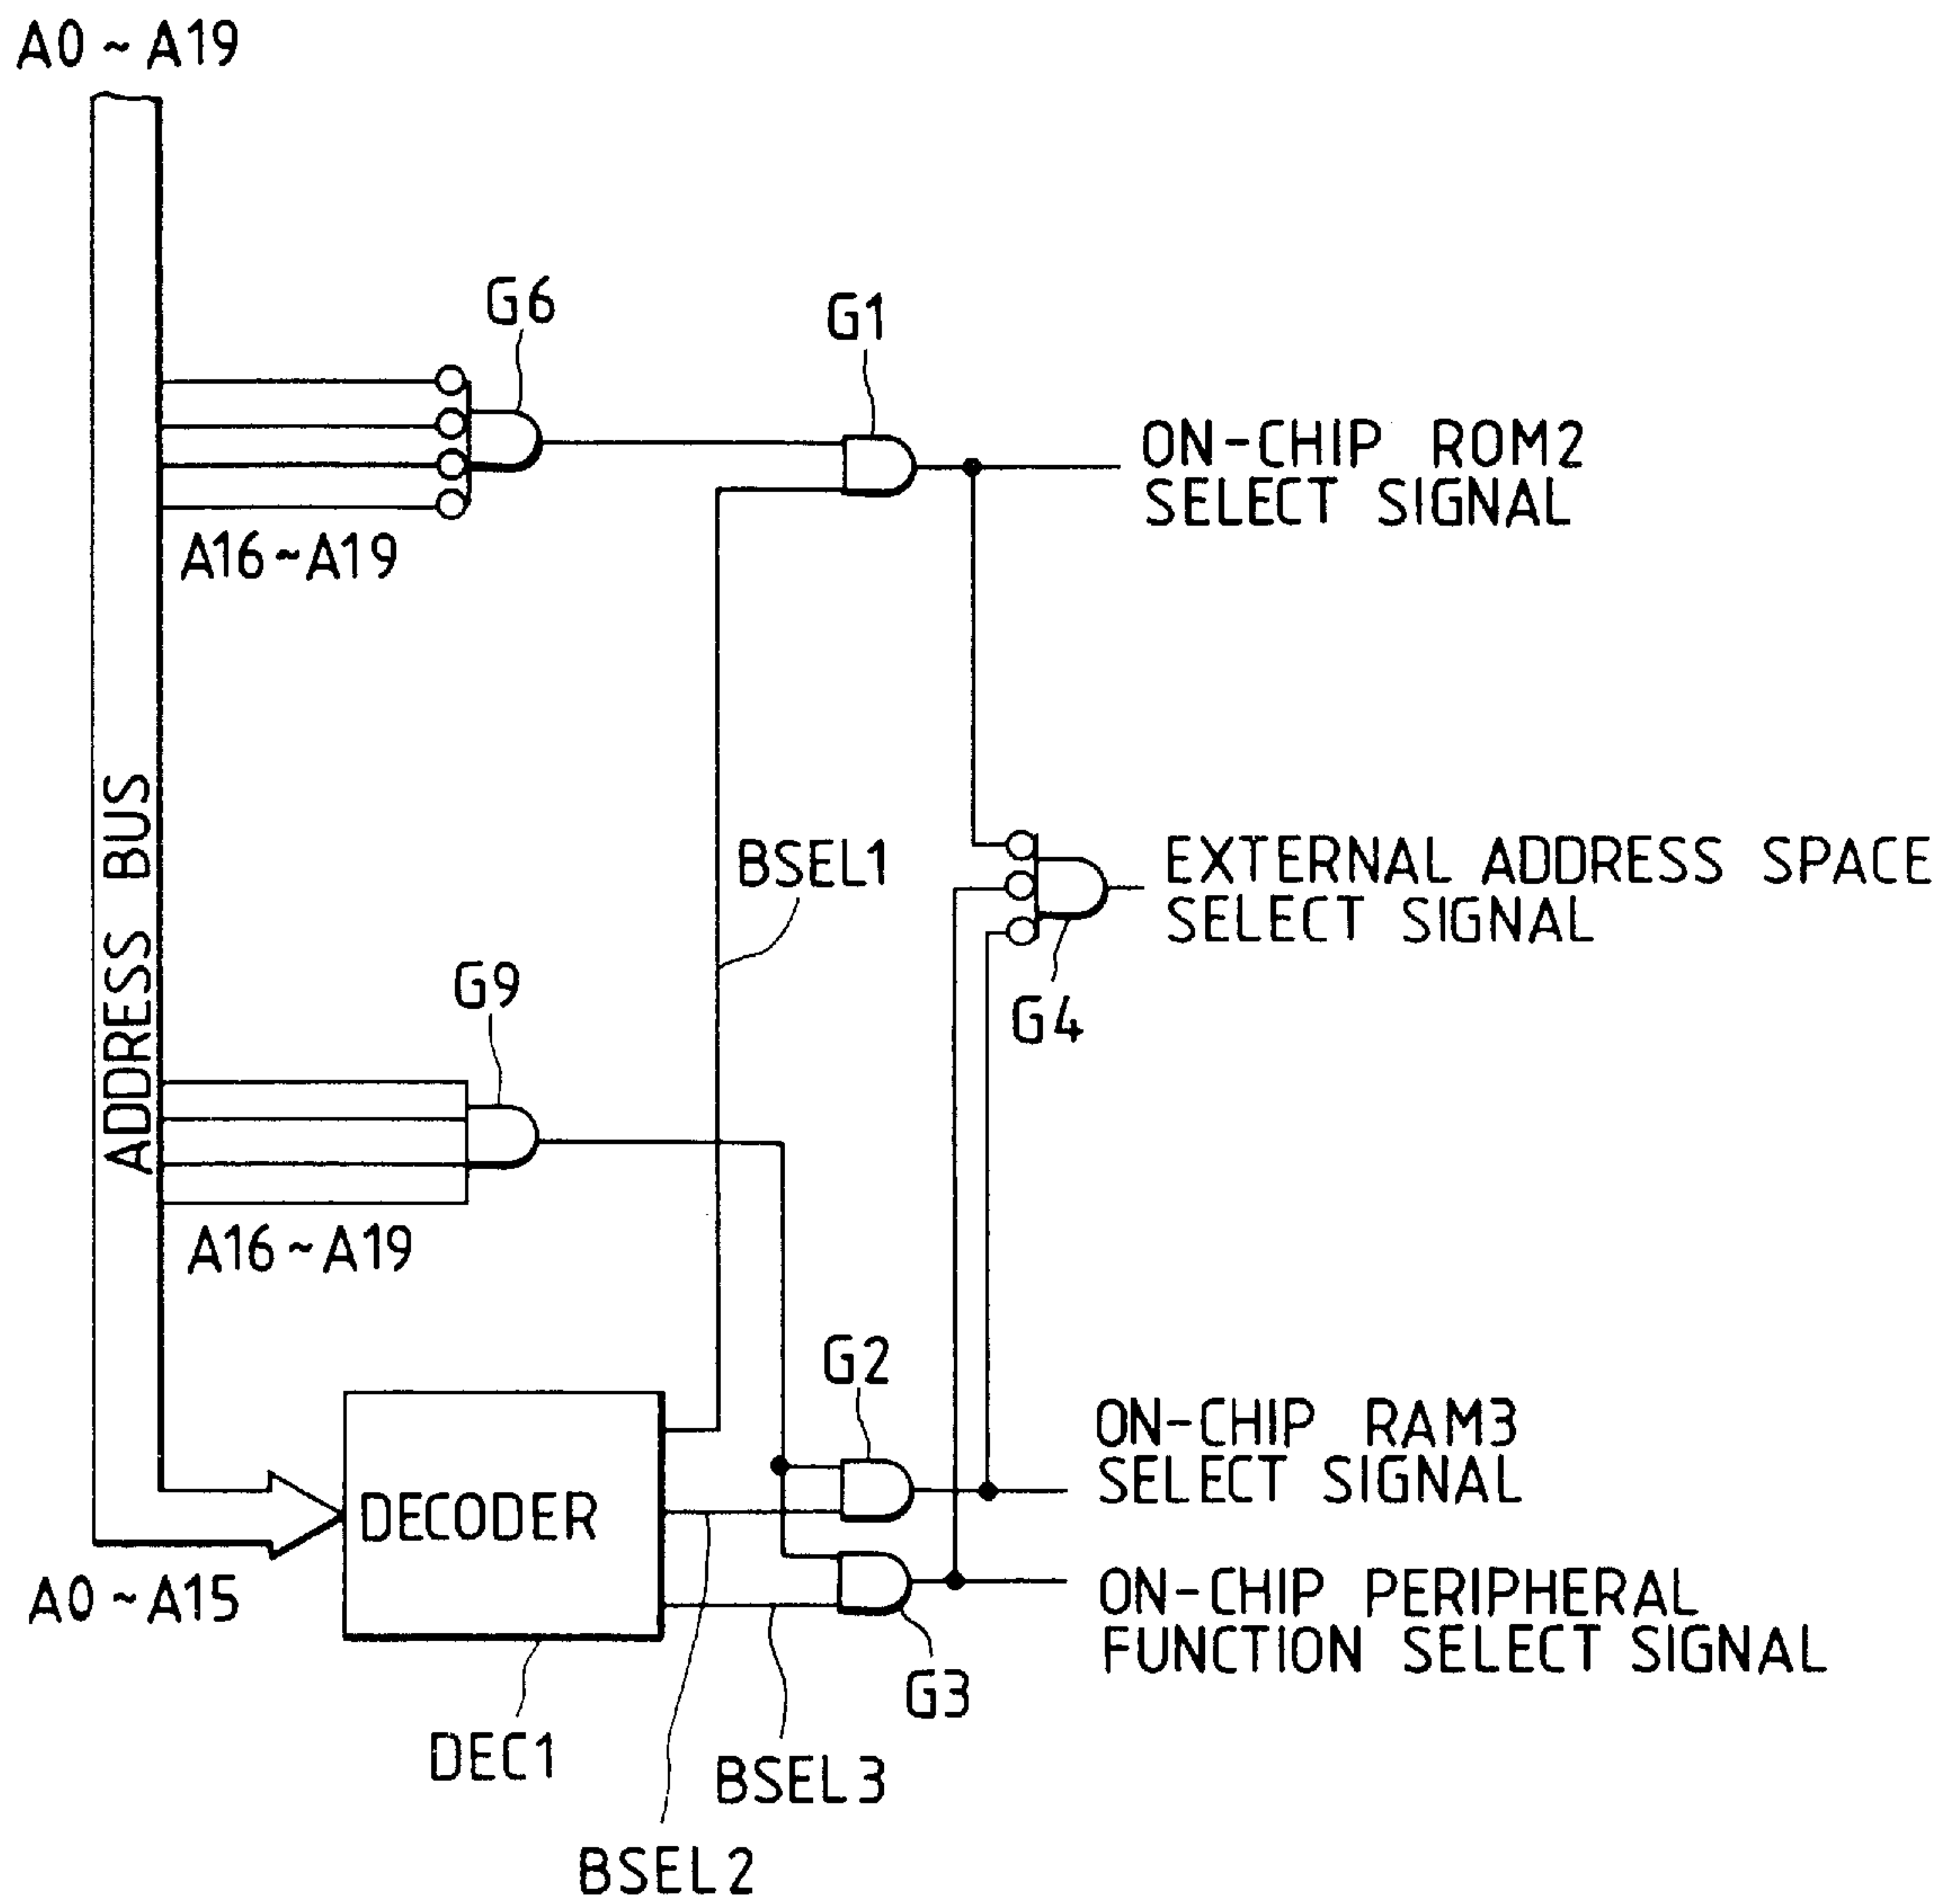 A0~A19
G6
G1
ON-CHIP ROM2
SELECT SIGNAL
A16~A19
ADDRESS BUS
BSEL1
EXTERNAL ADDRESS SPACE
SELECT SIGNAL
G9
G4
A16~A19
G2
ON-CHIP RAM3
SELECT SIGNAL
DECODER
A0~A15
ON-CHIP PERIPHERAL
FUNCTION SELECT SIGNAL
G3
DEC1
BSEL3
BSEL2